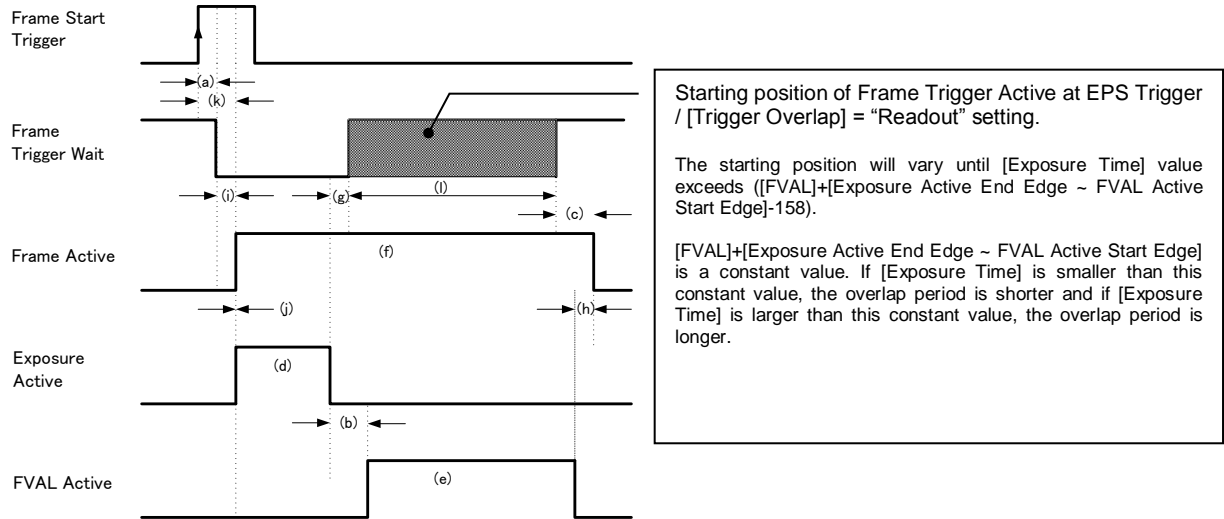 Frame Start
Trigger
(a)
(k)
Frame
Trigger Wait
(i)
(g)
(l)
(c)
Frame Active
(f)
(j)
(h)
Exposure
Active
(d)
(b)
FVAL Active
(e)
Starting position of Frame Trigger Active at EPS Trigger
/ [Trigger Overlap] = “Readout” setting.
The starting position will vary until [Exposure Time] value
exceeds ([FVAL]+[Exposure Active End Edge ~ FVAL Active
Start Edge]-158).
[FVAL]+[Exposure Active End Edge ~ FVAL Active Start Edge]
is a constant value. If [Exposure Time] is smaller than this
constant value, the overlap period is shorter and if [Exposure
Time] is larger than this constant value, the overlap period is
longer.